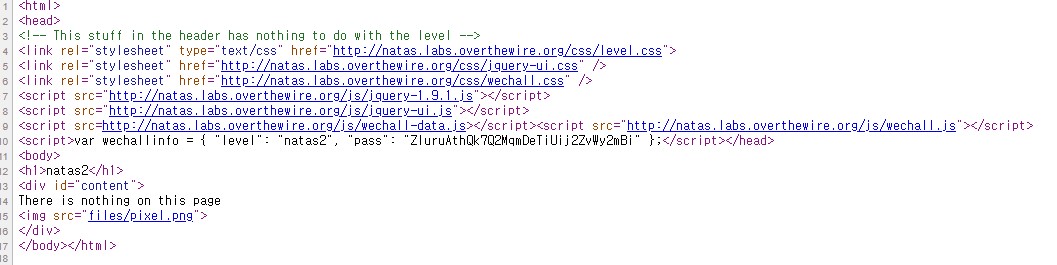 1 <html>
2 <head>
3 <!-- This stuff in the header has nothing to do with the level -->
4 <link rel="stylesheet" type="text/css" href="http://natas.labs.overthewire.org/css/level.css">
5 <link rel="stylesheet" href="http://natas.labs.overthewire.org/css/jquery-ui.css" />
6 <link rel="stylesheet" href="http://natas.labs.overthewire.org/css/wechall.css" />
7 <script src="http://natas.labs.overthewire.org/js/jquery-1.9.1.js"></script>
8 <script src="http://natas.labs.overthewire.org/js/jquery-ui.js"></script>
9 <script src=http://natas.labs.overthewire.org/js/wechall-data.js></script><script src="http://natas.labs.overthewire.org/js/wechall.js"></script>
10 <script>var wechallinfo = { "level": "natas2", "pass": "ZluruAthQk7Q2MqmDeTiUij2ZvWy2mBi" };</script></head>
11 <body>
12 <h1>natas2</h1>
13 <div id="content">
14 There is nothing on this page
15 <img src="files/pixel.png">
16 </div>
17 </body></html>
18